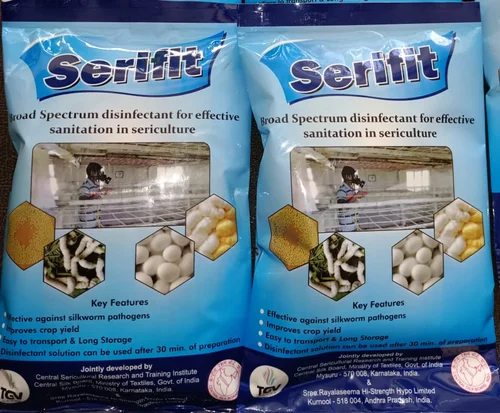 Serifit
Broad Spectrum disinfectant for effective
sanitation in sericulture
Key Features
Effective against silkworm pathogens
Improves crop yield
Easy to transport & Long Storage
Disinfectant solution can be used after 30 min. of preparation
Jointly developed by
Central Sericultural Research and Training Institute
Central Silk Board, Ministry of Textiles, Govt. of India
Mysuru - 570 008, Karnataka, India.
TGV
Serifit
Broad Spectrum disinfectant for effective
sanitation in sericulture
Key Features
Effective against silkworm pathogens
Improves crop yield
Easy to transport & Long Storage
Disinfectant solution can be used after 30 min. of preparation
Jointly developed by
Central Sericultural Research and Training Institute
Central Silk Board, Ministry of Textiles, Govt. of India
Mysuru - 570 008, Karnataka, India.
&
Sree Rayalaseema Hi-Strength Hypo Limited
Kurnool - 518 004, Andhra Pradesh, India.
TGV